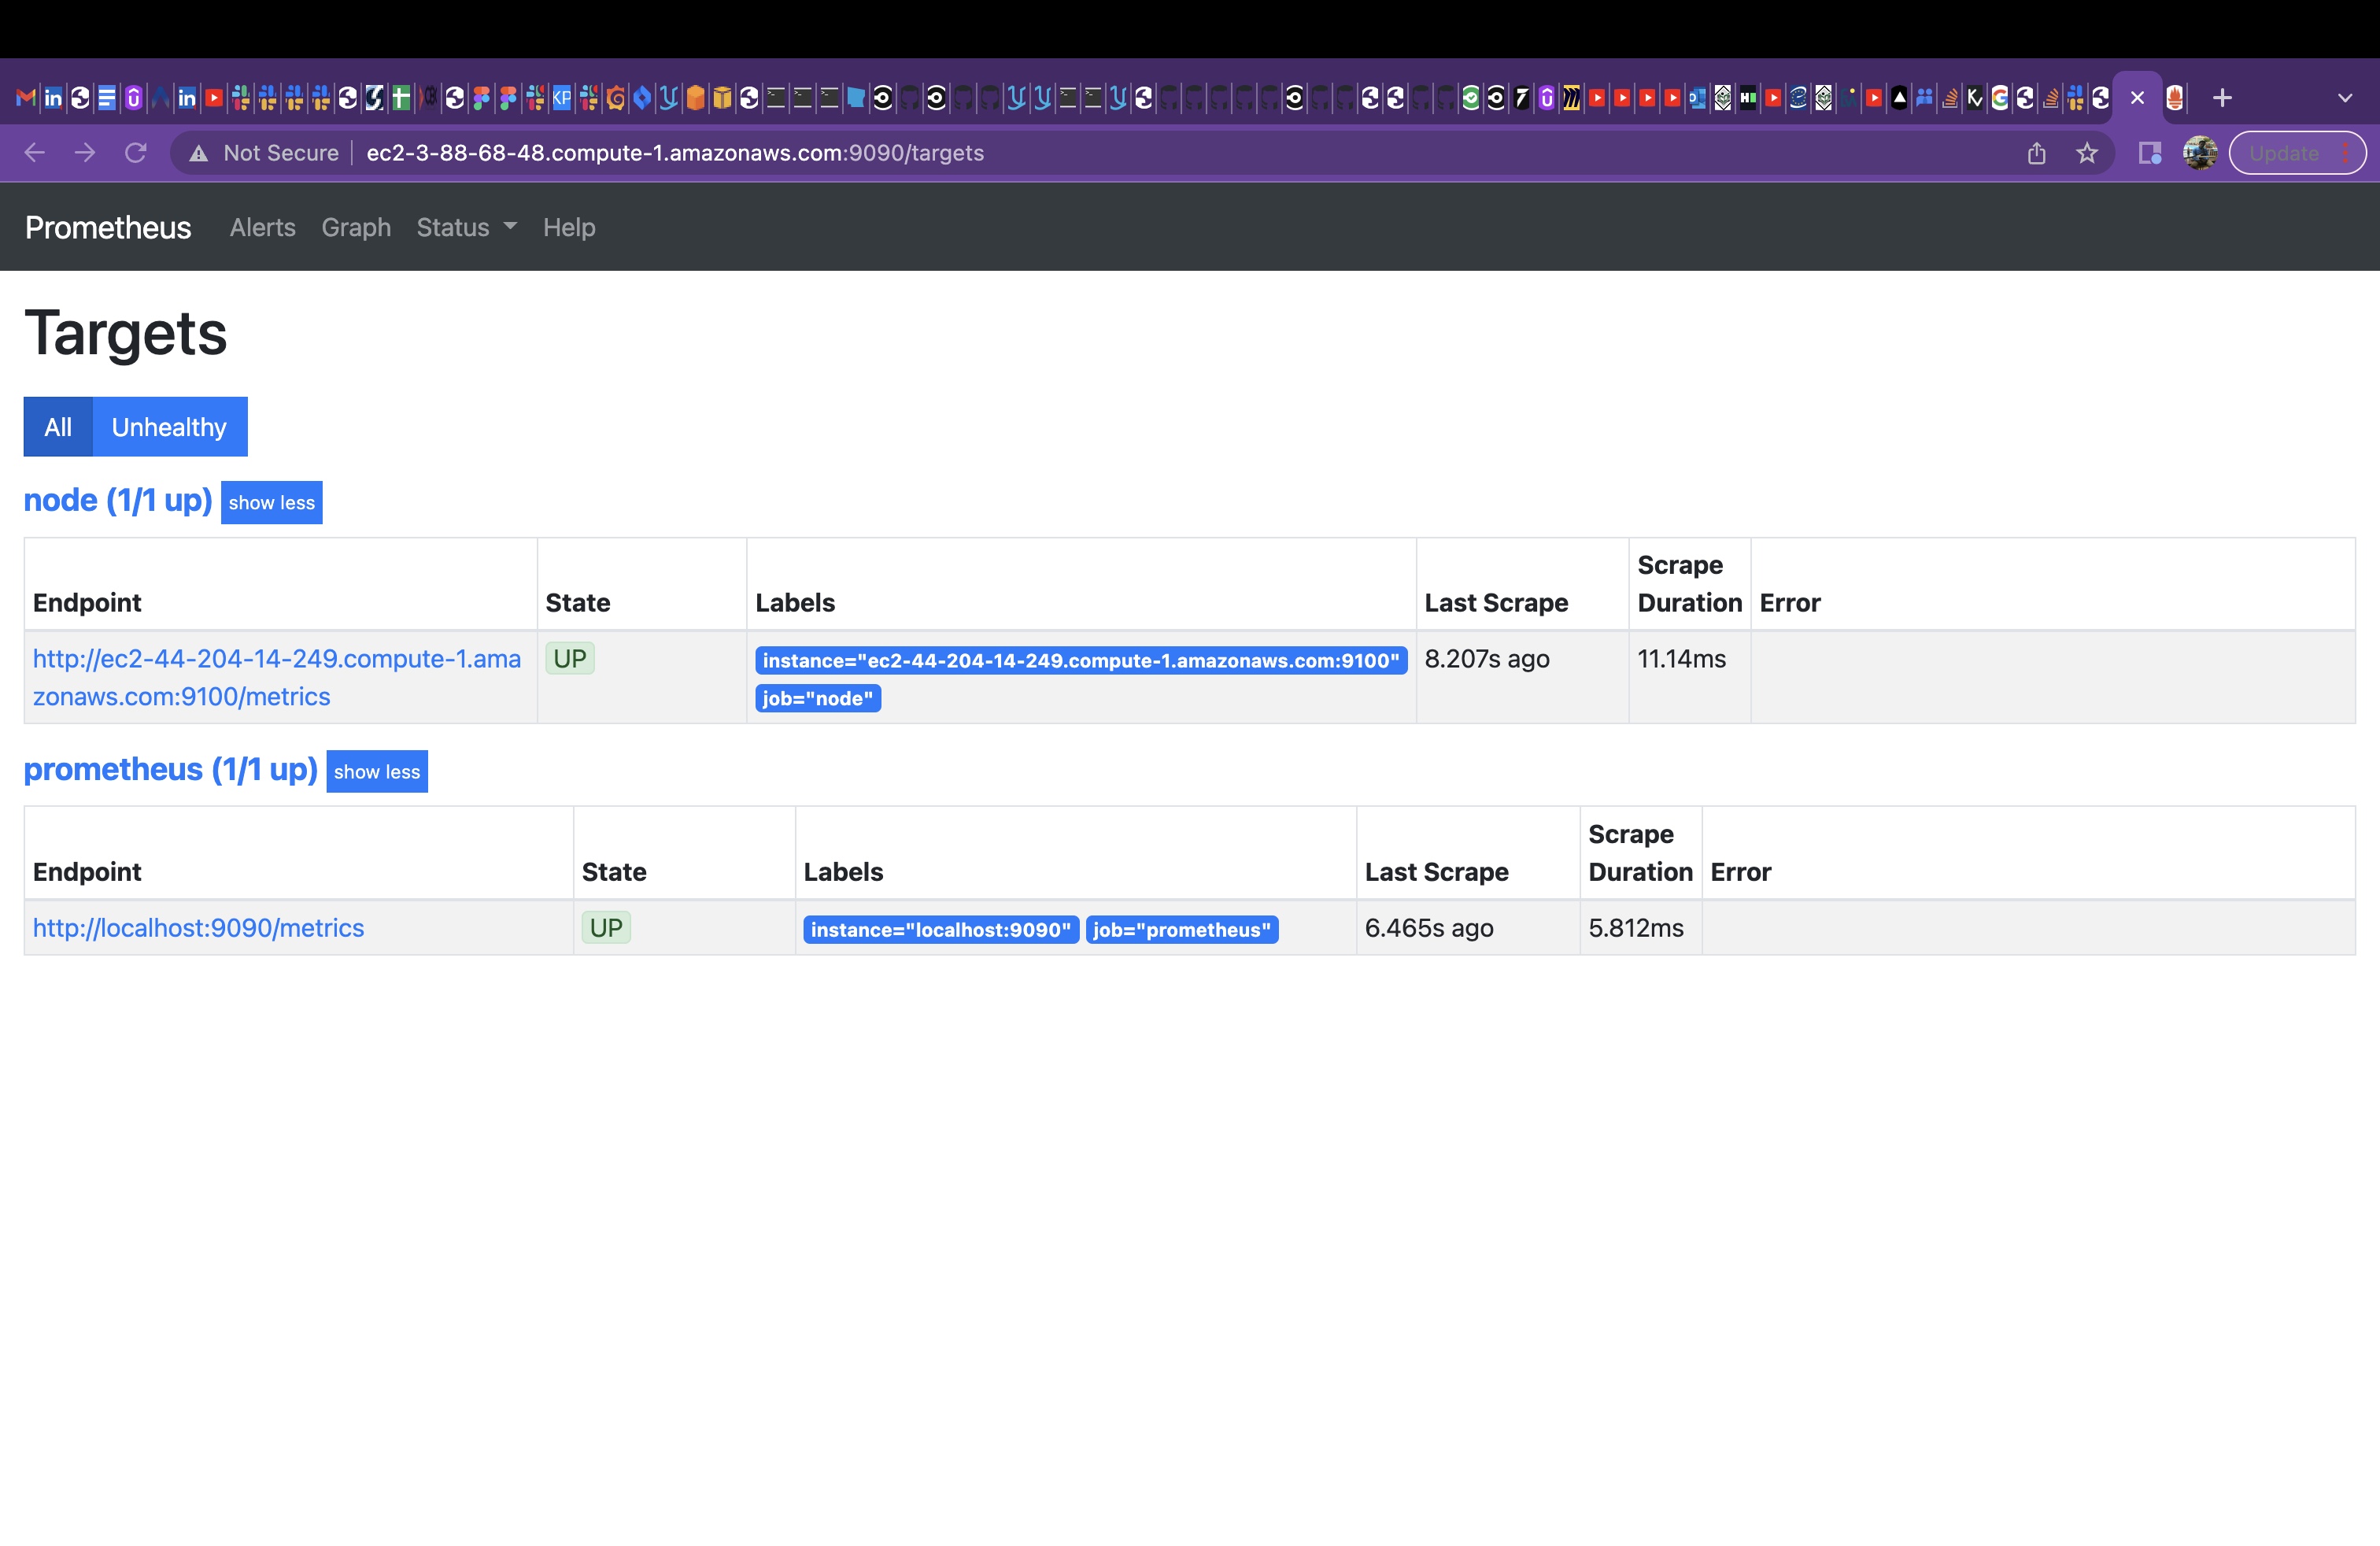 Not Secure ec2-3-88-68-48.compute-1.amazonaws.com:9090/targets Update
Prometheus Alerts Graph Status Help
Targets
All Unhealthy
node (1/1 up) show less
Endpoint State Labels Last Scrape Scrape Duration Error
http://ec2-44-204-14-249.compute-1.ama UP instance="ec2-44-204-14-249.compute-1.amazonaws.com:9100" 8.207s ago 11.14ms
zonaws.com:9100/metrics job="node"
prometheus (1/1 up) show less
Endpoint State Labels Last Scrape Scrape Duration Error
http://localhost:9090/metrics UP instance="localhost:9090" job="prometheus" 6.465s ago 5.812ms